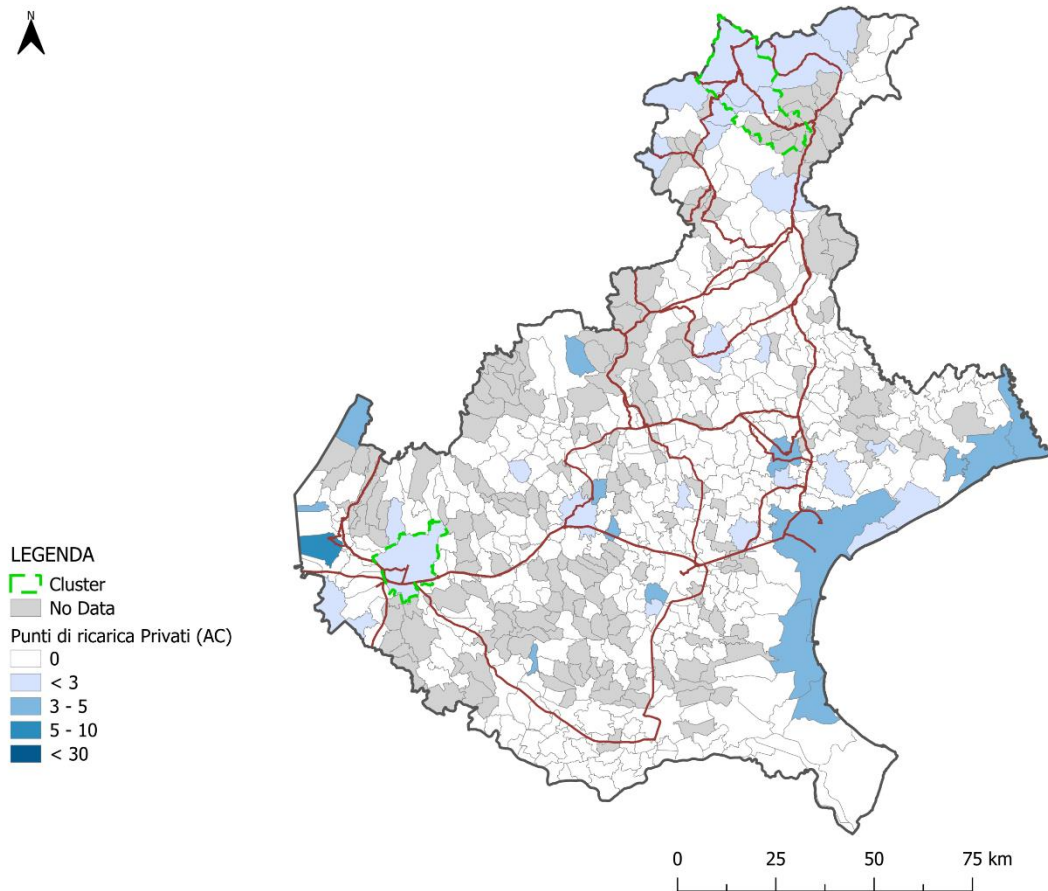 N
LEGENDA
Cluster
No Data
Punti di ricarica Privati (AC)
0
< 3
3 - 5
5 - 10
< 30
0 25 50 75 km